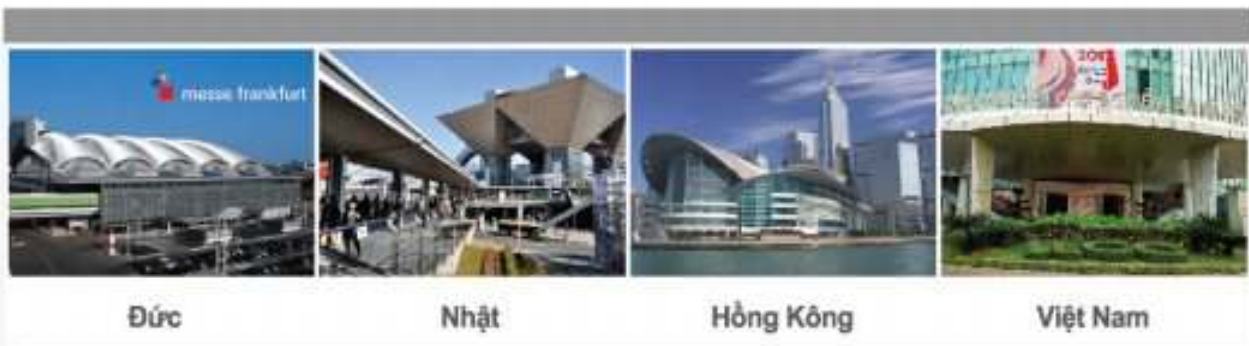 messe frankfurt
Đức
Nhật
Hồng Kông
Việt Nam